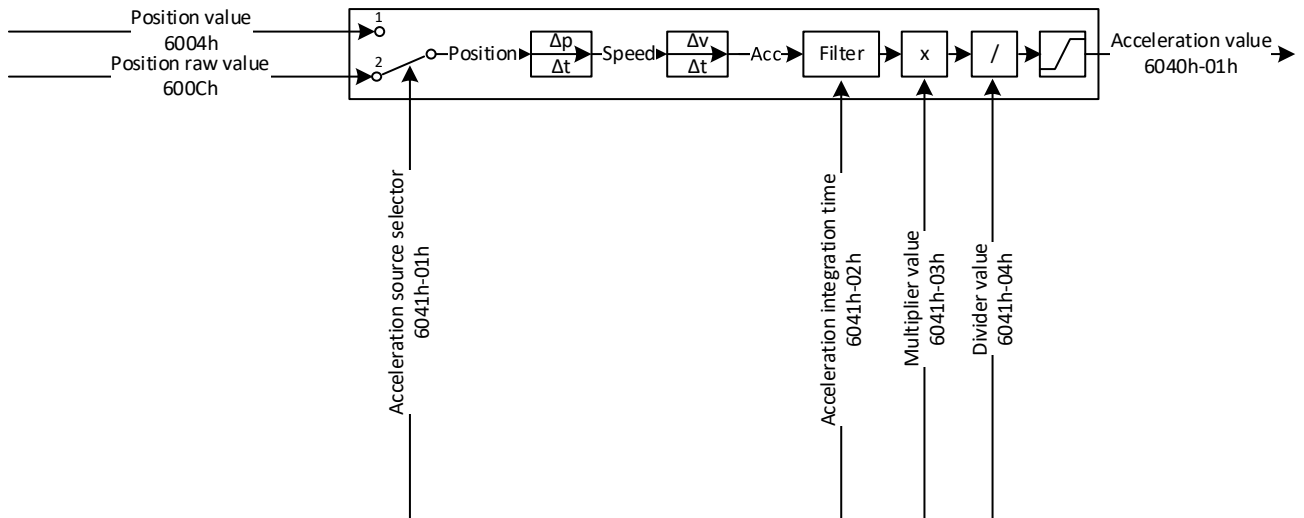 Position value
6004h
Position raw value
600Ch
1
2
Position
Δp
Δt
Speed
Δv
Δt
Acc
Filter
x
/
Acceleration value
6040h-01h
Acceleration source selector
6041h-01h
Acceleration integration time
6041h-02h
Multiplier value
6041h-03h
Divider value
6041h-04h